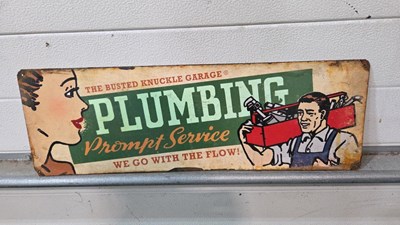 THE BUSTED KNUCKLE GARAGE®
PLUMBING
Prompt Service
WE GO WITH THE FLOW!